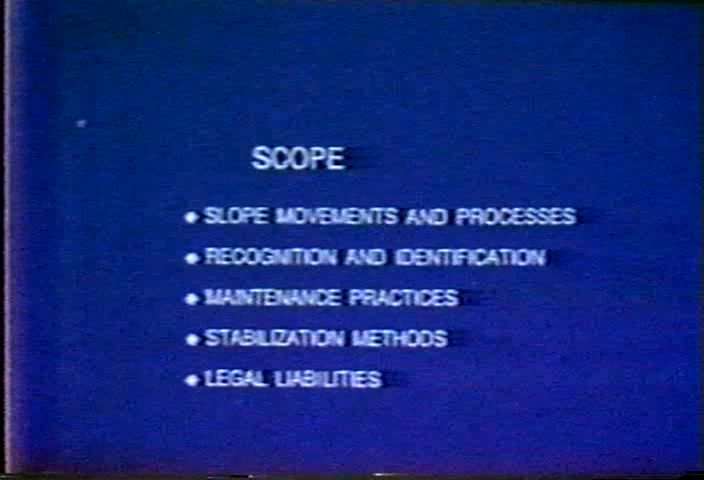 SCOPE
• SLOPE MOVEMENTS AND PROCESSES
• RECOGNITION AND IDENTIFICATION
• MAINTENANCE PRACTICES
• STABILIZATION METHODS
• LEGAL LIABILITIES